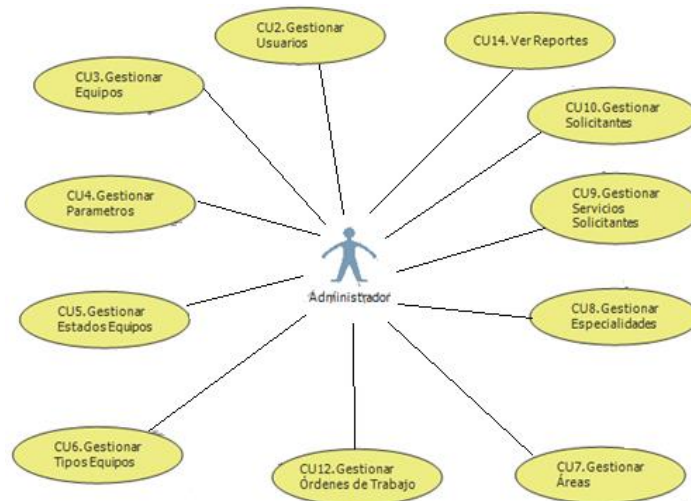 CU2.Gestionar
Usuarios
CU14. Ver Reportes
CU3.Gestionar
Equipos
CU10.Gestionar
Solicitantes
CU4.Gestionar
Parametros
CU9.Gestionar
Servicios
Solicitantes
Administrador
CU5.Gestionar
Estados Equipos
CU8.Gestionar
Especialidades
CU6.Gestionar
Tipos Equipos
CU12.Gestionar
Órdenes de Trabajo
CU7.Gestionar
Áreas